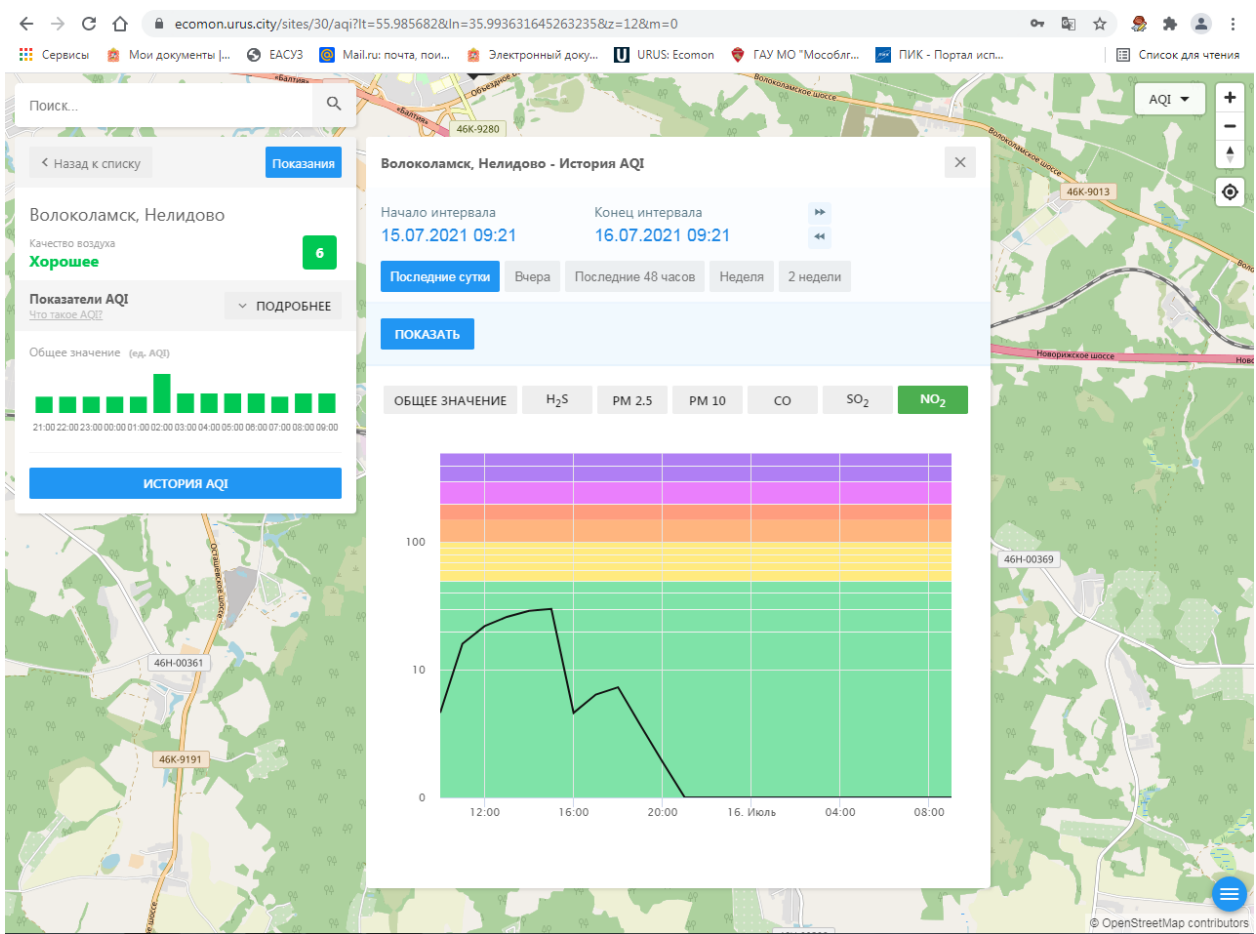 ecomon.urus.city/sites/30/aqi?lt=55.985682&ln=35.993631645263235&z=12&m=0
Сервисы Мои документы |... ЕАСУЗ Mail.ru: почта, пои... Электронный доку... URUS: Ecomon ГАУ МО "Мособлг... ПИК - Портал исп... Список для чтения
«Балтия»
Объездное
Волоколамское шоссе
Поиск...
«Балтия»
46К-9280
AQI
Волоколамское шоссе
Назад к списку Показания
Волоколамск, Нелидово - История AQI
46К-9013
Волоколамск, Нелидово
Качество воздуха
Хорошее
6
Начало интервала Конец интервала
15.07.2021 09:21 16.07.2021 09:21
Последние сутки Вчера Последние 48 часов Неделя 2 недели
Показатели AQI
Что такое AQI?
ПОДРОБНЕЕ
ПОКАЗАТЬ
Новорижское шоссе
Общее значение (ед. AQI)
21:00 22:00 23:00 00:00 01:00 02:00 03:00 04:00 05:00 06:00 07:00 08:00 09:00
ИСТОРИЯ AQI
ОБЩЕЕ ЗНАЧЕНИЕ H2S PM 2.5 PM 10 CO SO2 NO2
100
10
0
12:00 16:00 20:00 16. Июль 04:00 08:00
Осташевское шоссе
46Н-00369
46Н-00361
46К-9191
© OpenStreetMap contributors